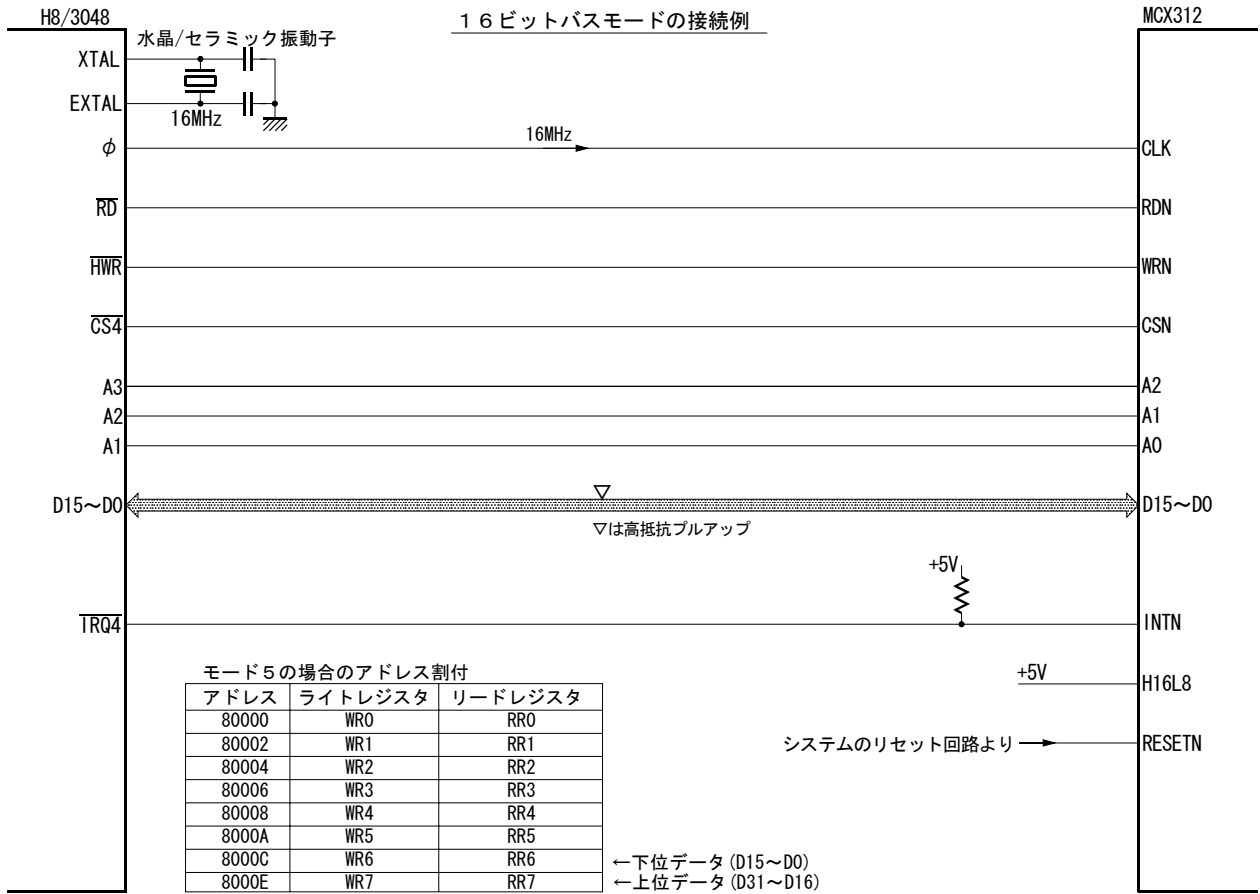 H8/3048
16ビットバスモードの接続例
MCX312
水晶/セラミック振動子
XTAL
EXTAL
16MHz
φ
16MHz
CLK
RD
RDN
HWR
WRN
CS4
CSN
A3
A2
A2
A1
A1
A0
D15~D0
▽
D15~D0
▽は高抵抗プルアップ
+5V
IRQ4
INTN
モード5の場合のアドレス割付
+5V
H16L8
アドレス ライトレジスタ リードレジスタ
80000 WR0 RR0
システムのリセット回路より
RESETN
80002 WR1 RR1
80004 WR2 RR2
80006 WR3 RR3
80008 WR4 RR4
8000A WR5 RR5
8000C WR6 RR6 ←下位データ(D15~D0)
8000E WR7 RR7 ←上位データ(D31~D16)